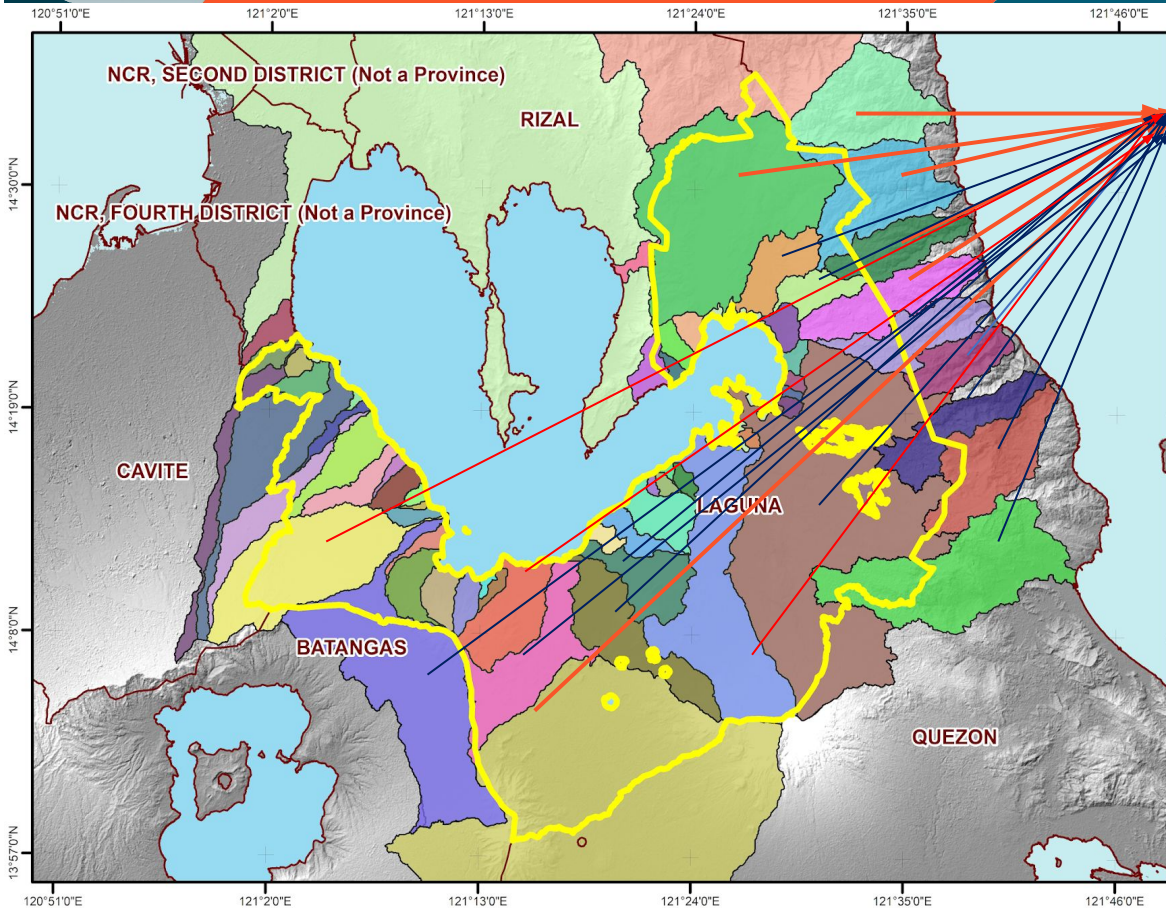 120°51'0"E 121°2'0"E 121°13'0"E 121°24'0"E 121°35'0"E 121°46'0"E
NCR, SECOND DISTRICT (Not a Province)
RIZAL
14°30'0"N
NCR, FOURTH DISTRICT (Not a Province)
14°19'0"N
CAVITE
LAGUNA
14°8'0"N
BATANGAS
QUEZON
13°57'0"N
120°51'0"E 121°2'0"E 121°13'0"E 121°24'0"E 121°35'0"E 121°46'0"E